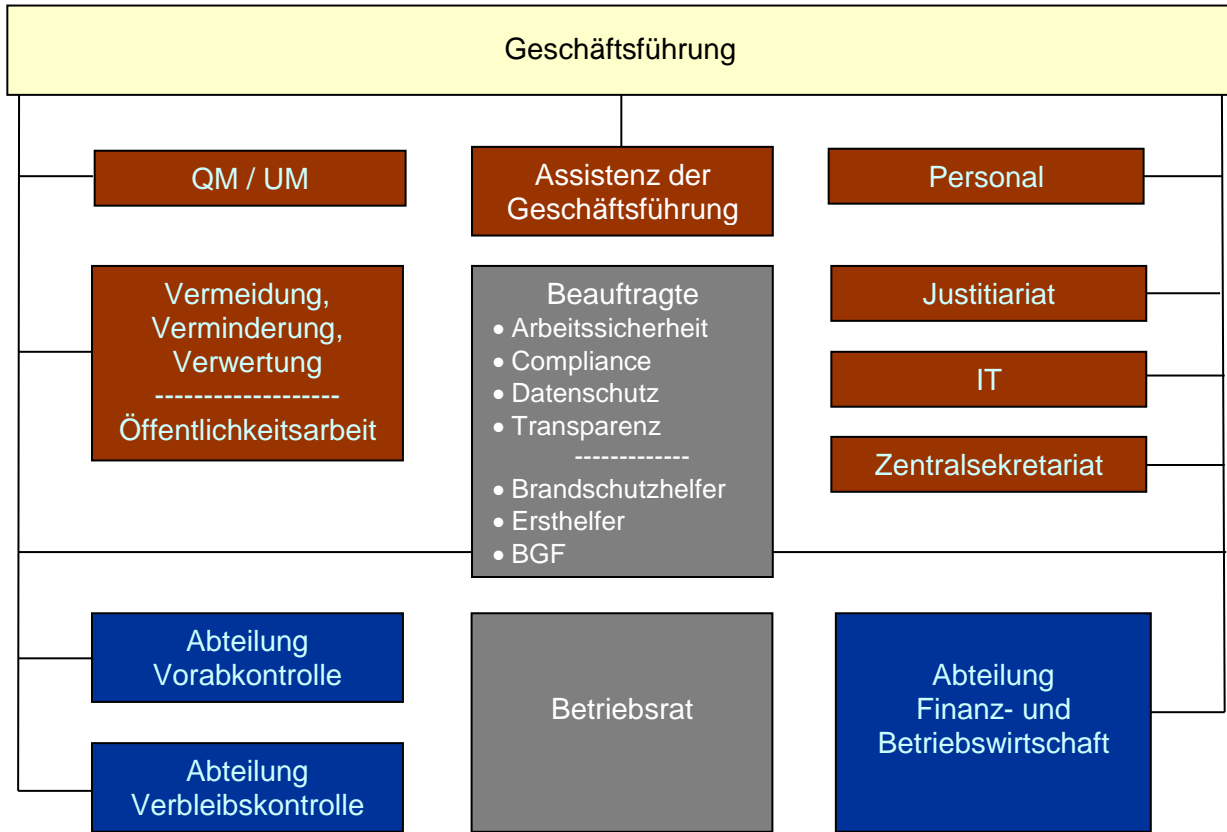 Geschäftsführung
QM / UM
Assistenz der
Geschäftsführung
Personal
Vermeidung,
Verminderung,
Verwertung
-------------------
Öffentlichkeitsarbeit
Beauftragte
• Arbeitssicherheit
• Compliance
• Datenschutz
• Transparenz
-------------
• Brandschutzhelfer
• Ersthelfer
• BGF
Justitiariat
IT
Zentralsekretariat
Abteilung
Vorabkontrolle
Abteilung
Verbleibskontrolle
Betriebsrat
Abteilung
Finanz- und
Betriebswirtschaft